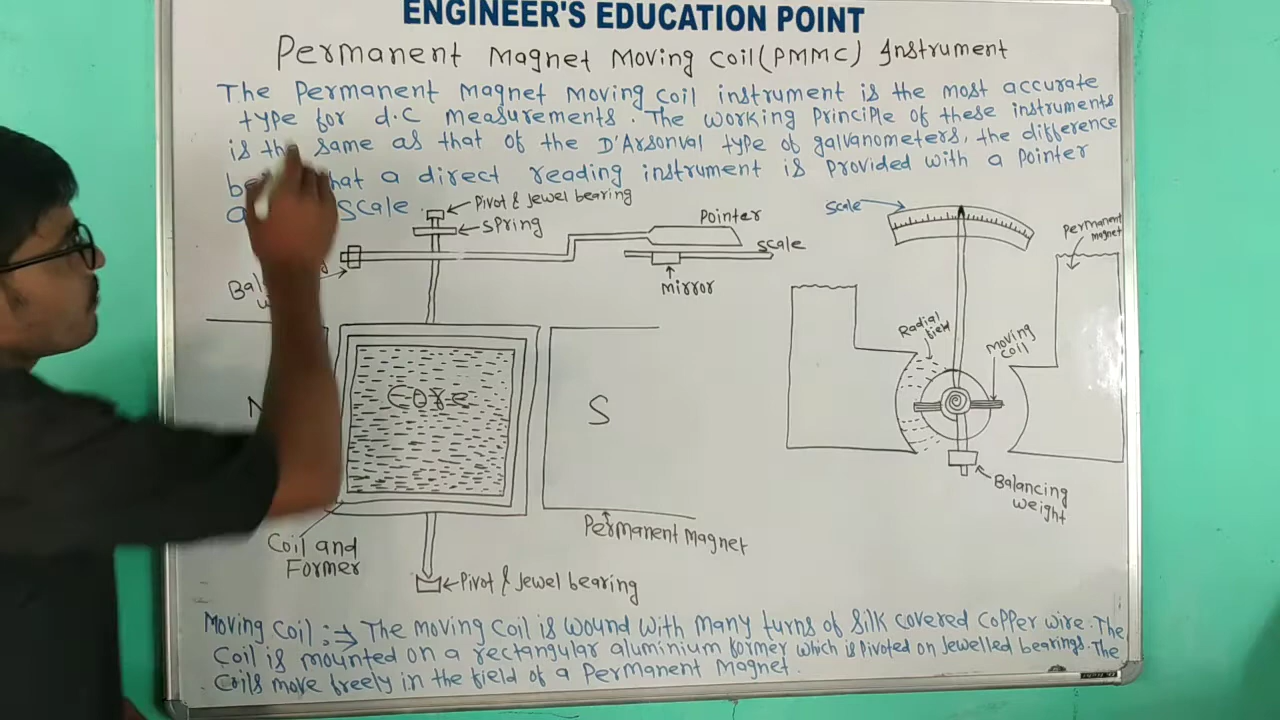 ENGINEER'S EDUCATION POINT
Permanent Magnet Moving Coil (PMMC) Instrument
The Permanent Magnet Moving coil instrument is the most accurate
type for d.c measurements. The working Principle of these instruments
is the same as that of the D'Arsonval type of galvanometers, the difference
that a direct reading instrument is Provided with a Pointer
scale
Pivot & Jewel bearing
Spring
Pointer
scale
Mirror
Scale
Permanent
magnet
Radial
field
Moving
coil
Core
S
Balancing
weight
Permanent Magnet
Coil and
Former
Pivot & Jewel bearing
Moving Coil :⇒ The moving coil is wound with many turns of silk covered copper wire. The
Coil is mounted on a rectangular aluminium former which is pivoted on Jewelled bearings. The
Coils move freely in the field of a Permanent Magnet.